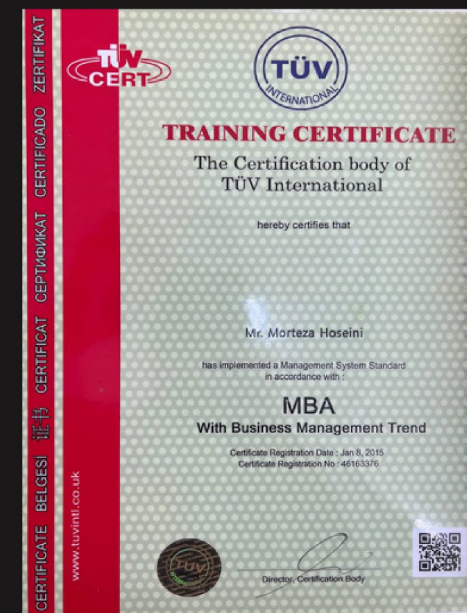 TÜV
CERT
TÜV
INTERNATIONAL
TRAINING CERTIFICATE
The Certification body of
TÜV International
hereby certifies that
Mr. Morteza Hoseini
has implemented a Management System Standard
in accordance with :
MBA
With Business Management Trend
Certificate Registration Date : Jan 8, 2015
Certificate Registration No : 46163376
TÜV
Director, Certification Body
www.tuvintl.co.uk
CERTIFICATE BELGESİ 证书 CERTIFICAT СЕРТИФИКАТ CERTIFICADO ZERTIFIKAT